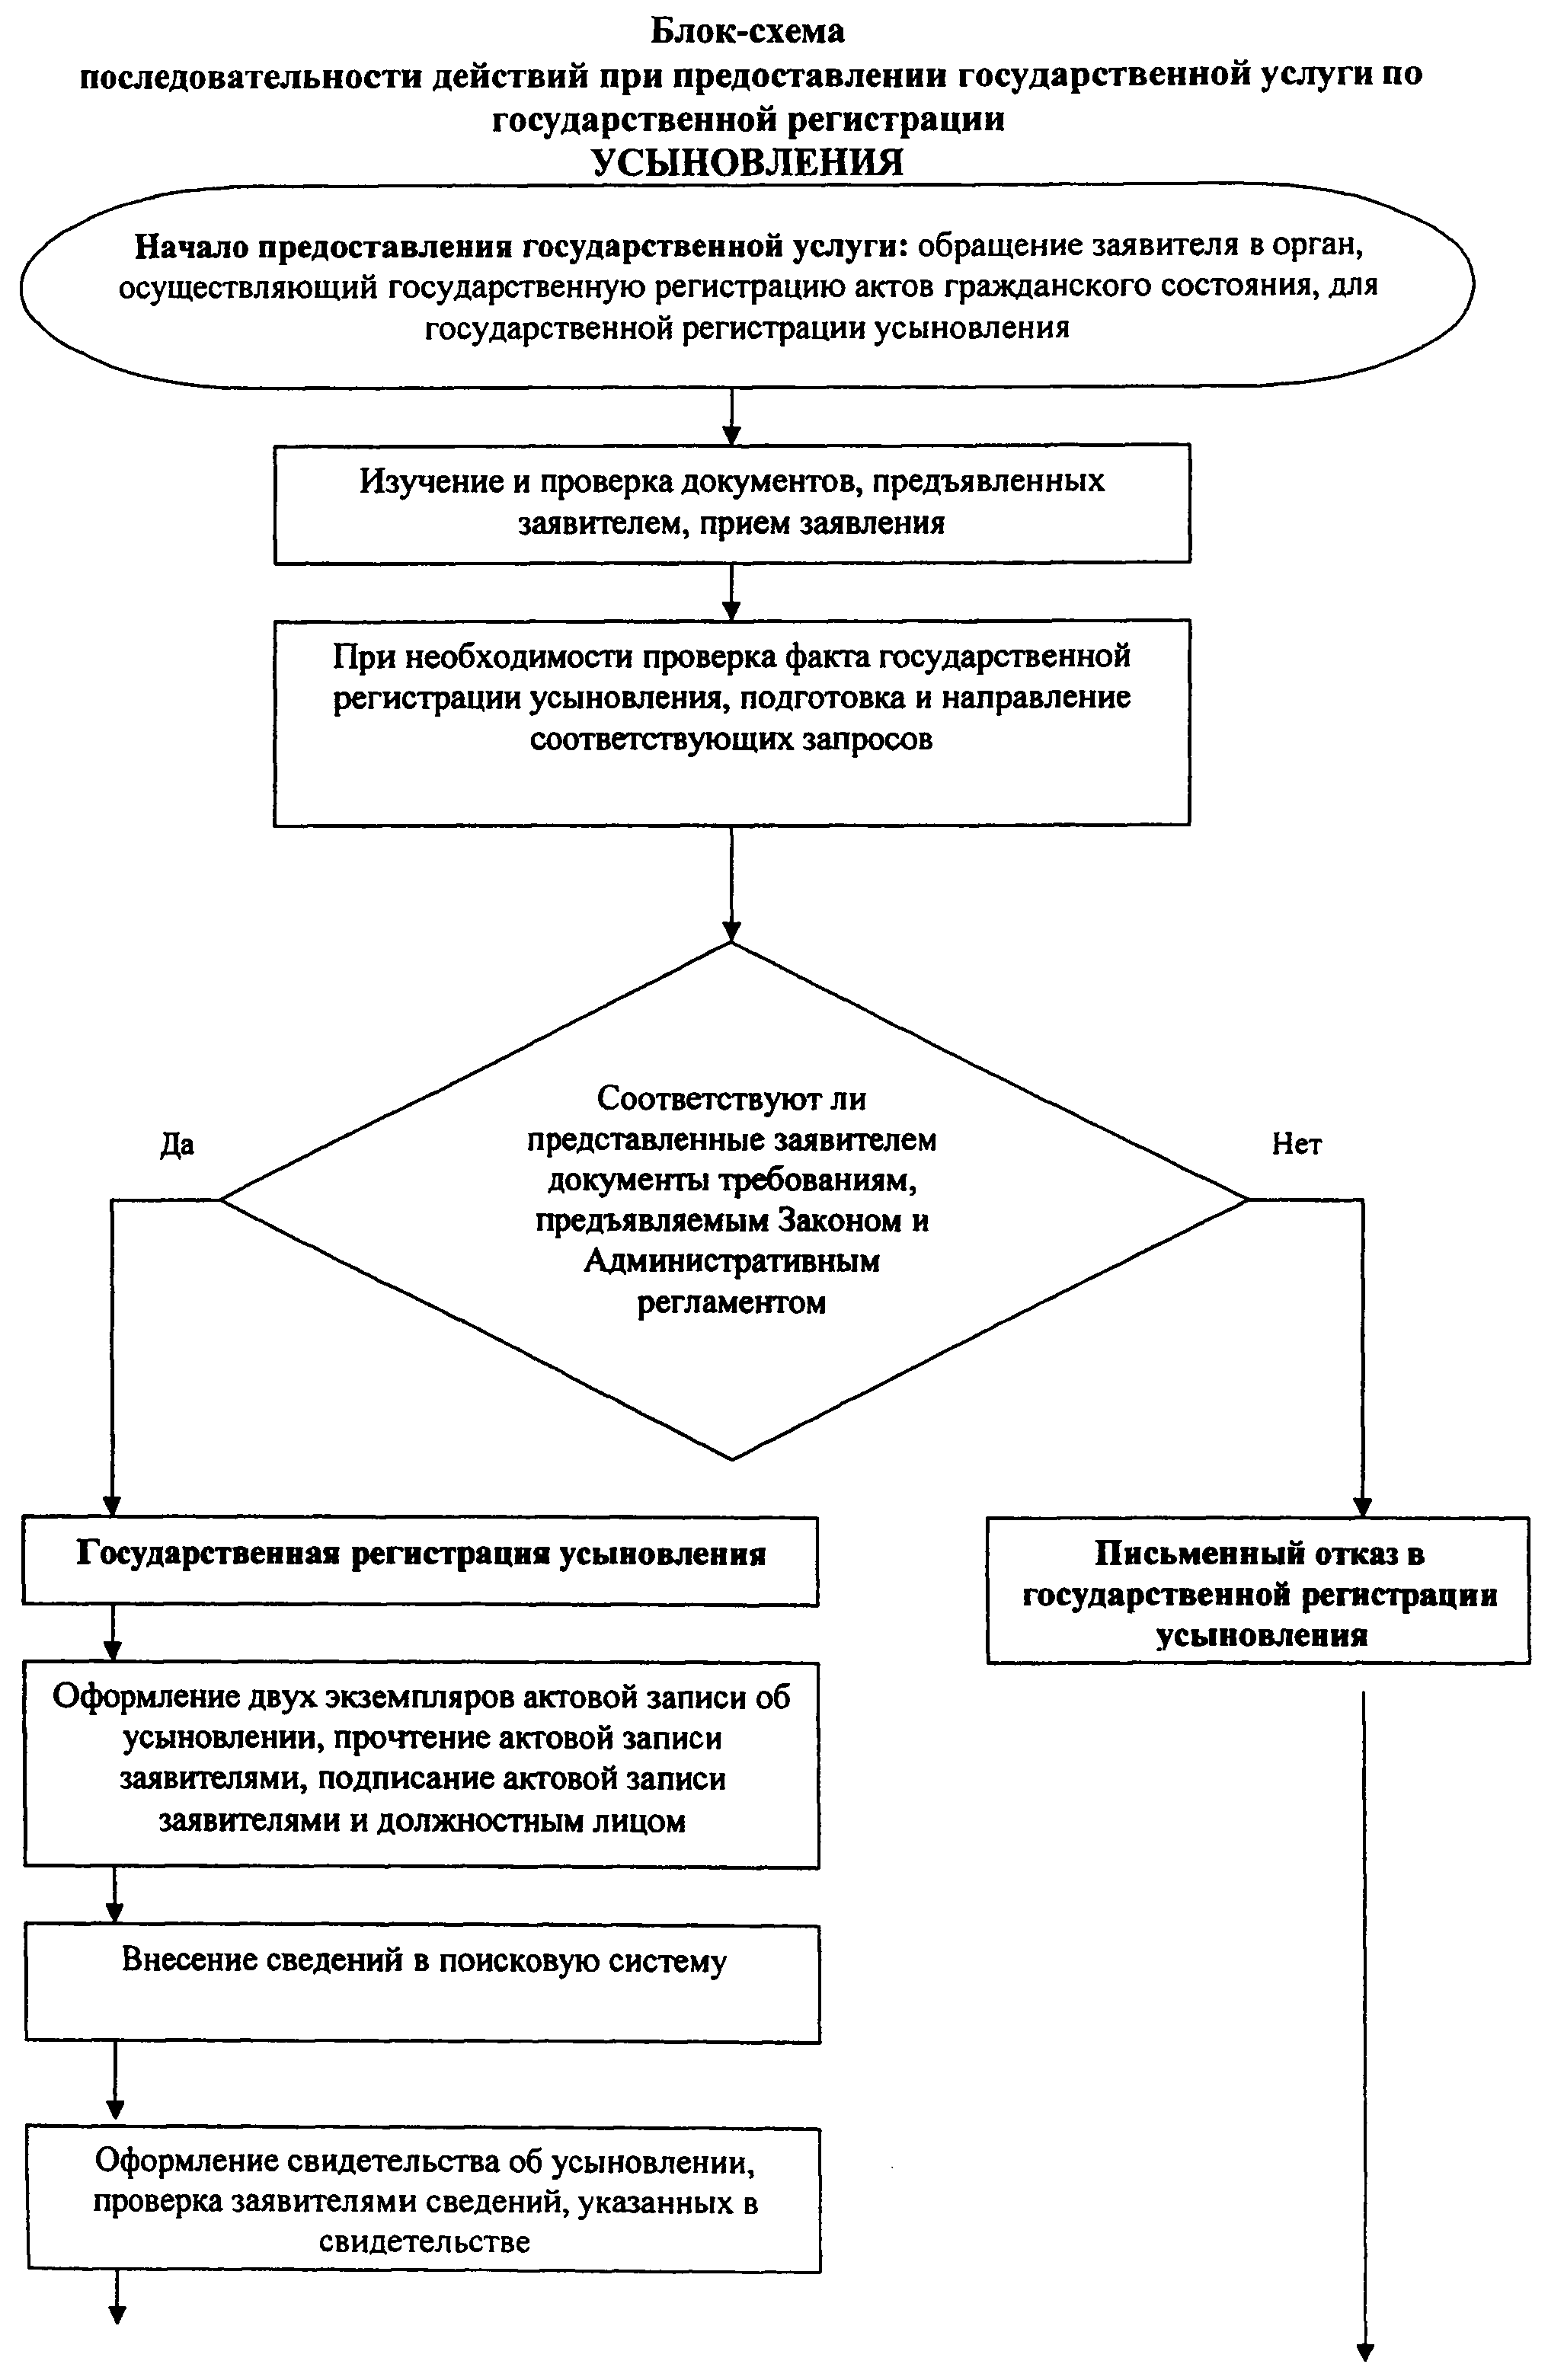 Блок-схема
последовательности действий при предоставлении государственной услуги по
государственной регистрации
УСЫНОВЛЕНИЯ
Начало предоставления государственной услуги: обращение заявителя в орган,
осуществляющий государственную регистрацию актов гражданского состояния, для
государственной регистрации усыновления
Изучение и проверка документов, предъявленных
заявителем, прием заявления
При необходимости проверка факта государственной
регистрации усыновления, подготовка и направление
соответствующих запросов
Соответствуют ли
представленные заявителем
документы требованиям,
предъявляемым Законом и
Административным
регламентом
Да
Нет
Государственная регистрация усыновления
Письменный отказ в
государственной регистрации
усыновления
Оформление двух экземпляров актовой записи об
усыновлении, прочтение актовой записи
заявителями, подписание актовой записи
заявителями и должностным лицом
Внесение сведений в поисковую систему
Оформление свидетельства об усыновлении,
проверка заявителями сведений, указанных в
свидетельстве